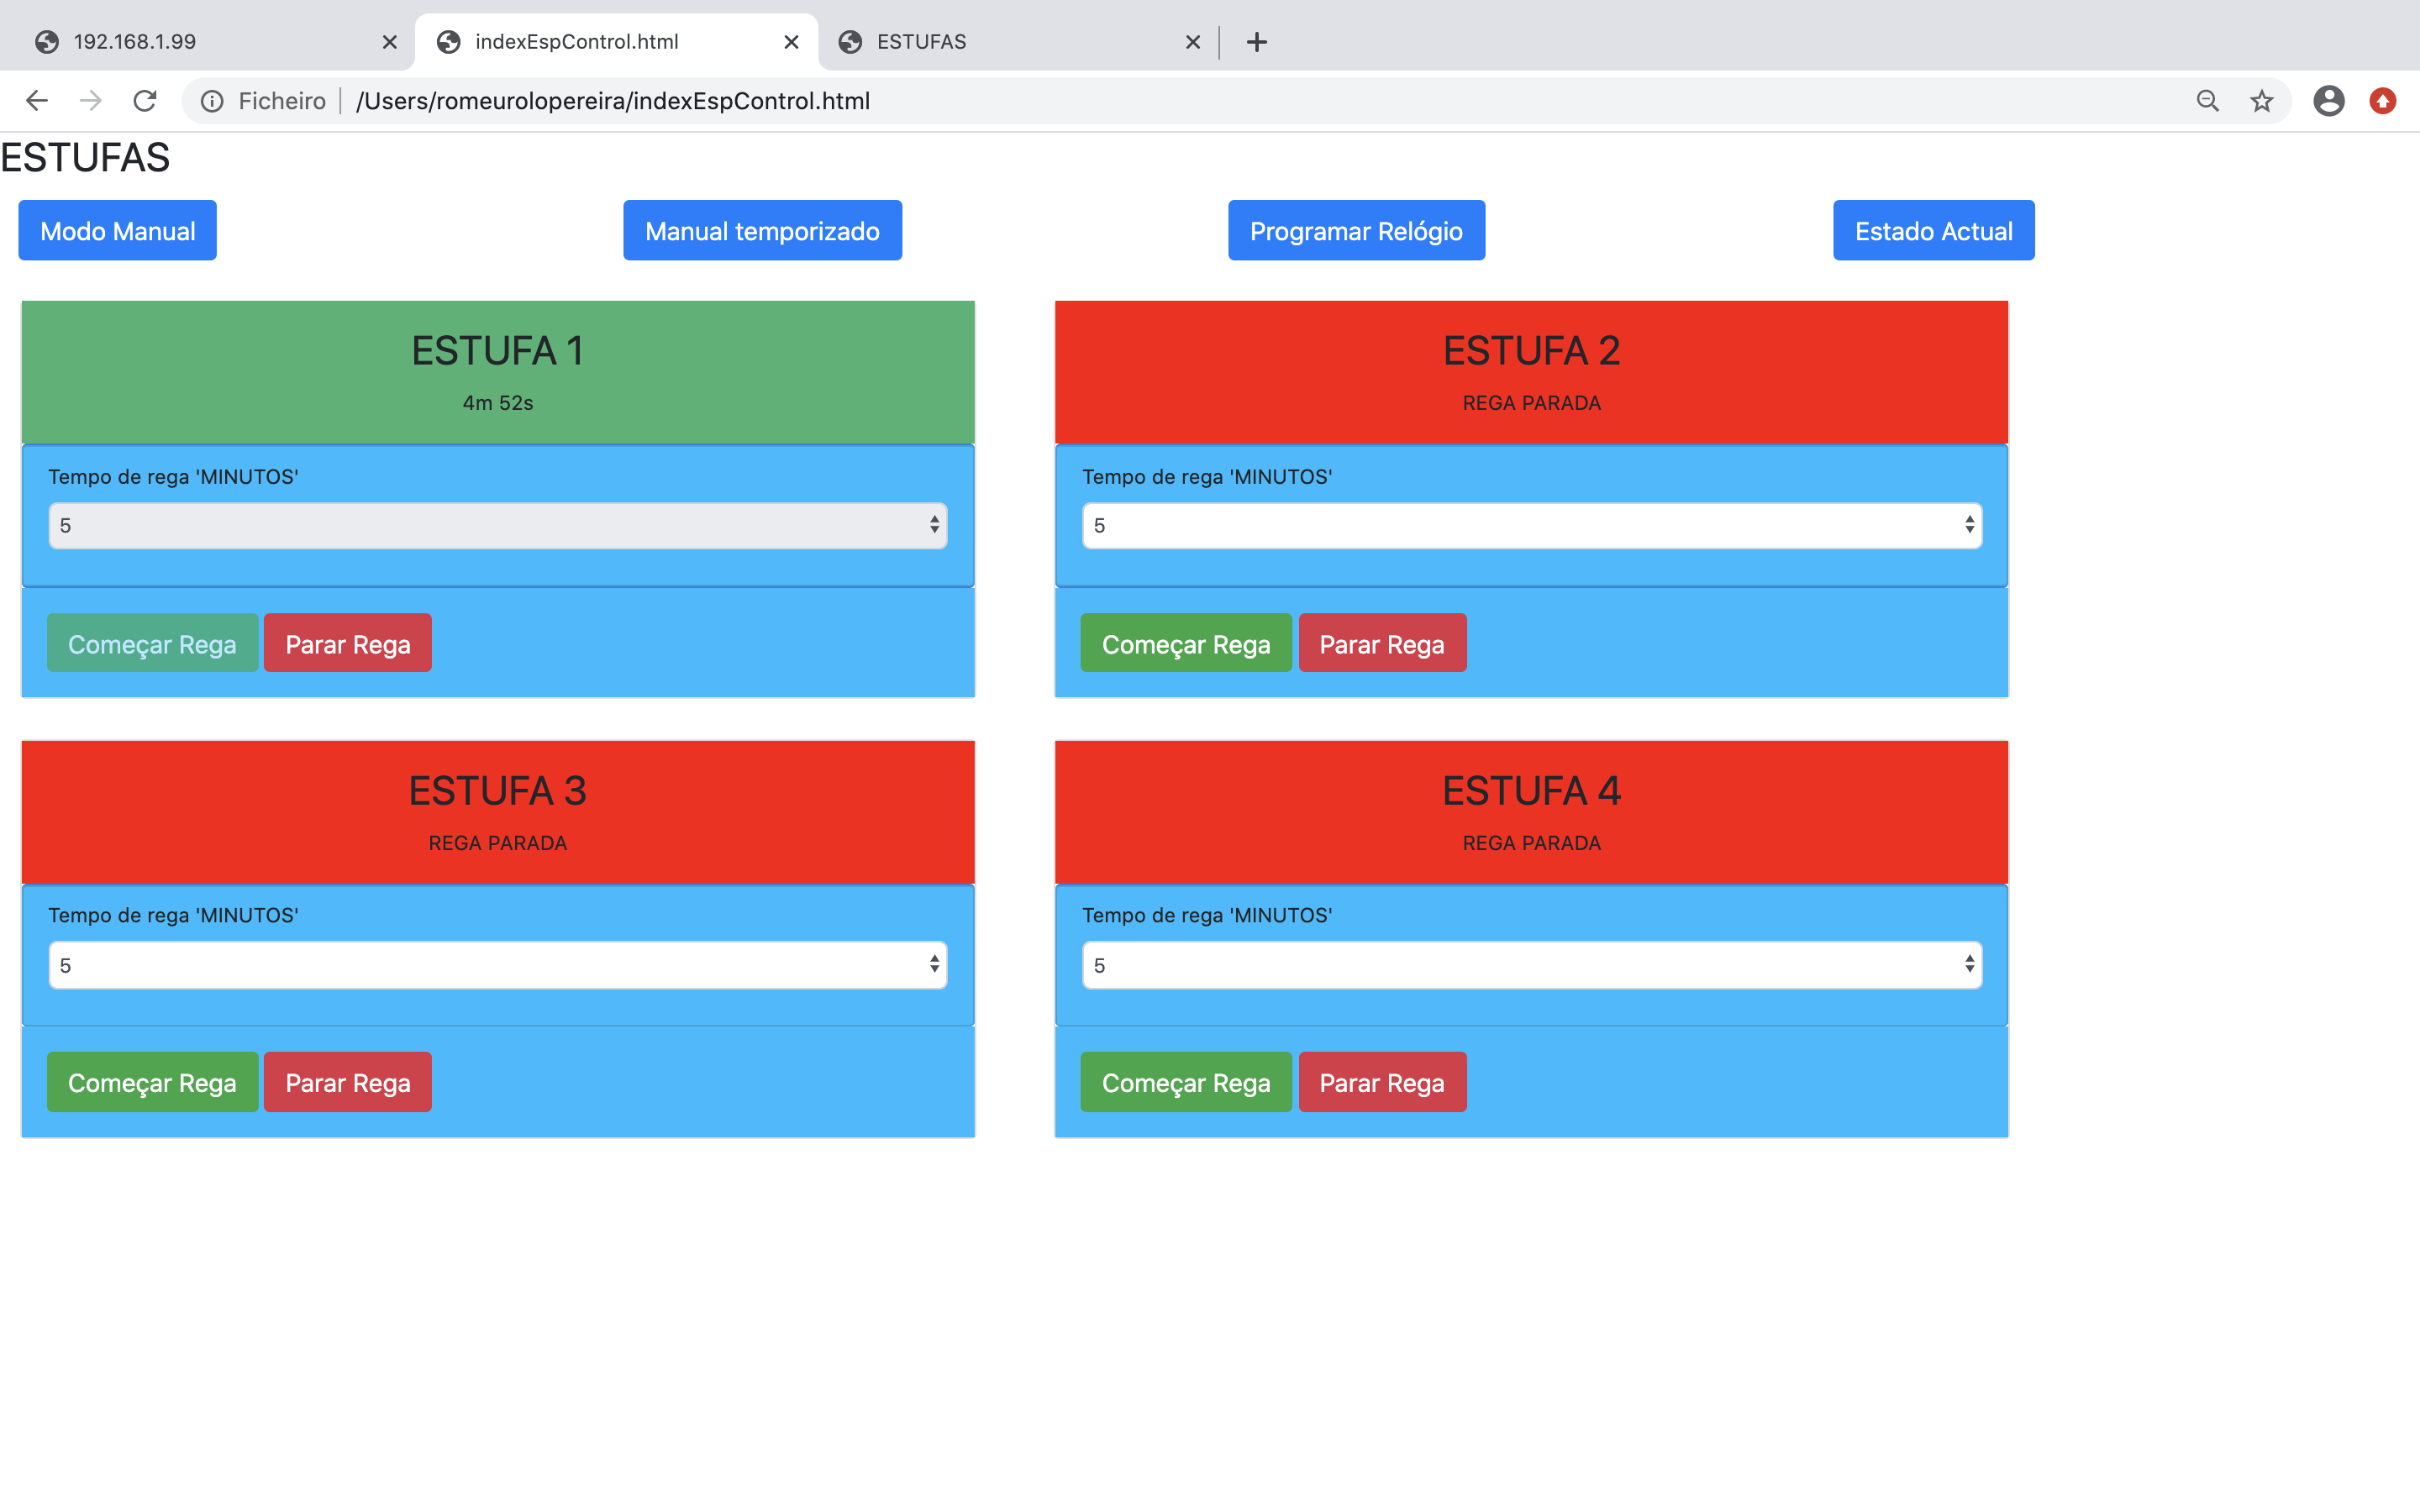 192.168.1.99
indexEspControl.html
ESTUFAS
Ficheiro /Users/romeurolopereira/indexEspControl.html
ESTUFAS
Modo Manual
Manual temporizado
Programar Relógio
Estado Actual
ESTUFA 1
4m 52s
Tempo de rega 'MINUTOS'
5
Começar Rega
Parar Rega
ESTUFA 2
REGA PARADA
Tempo de rega 'MINUTOS'
5
Começar Rega
Parar Rega
ESTUFA 3
REGA PARADA
Tempo de rega 'MINUTOS'
5
Começar Rega
Parar Rega
ESTUFA 4
REGA PARADA
Tempo de rega 'MINUTOS'
5
Começar Rega
Parar Rega